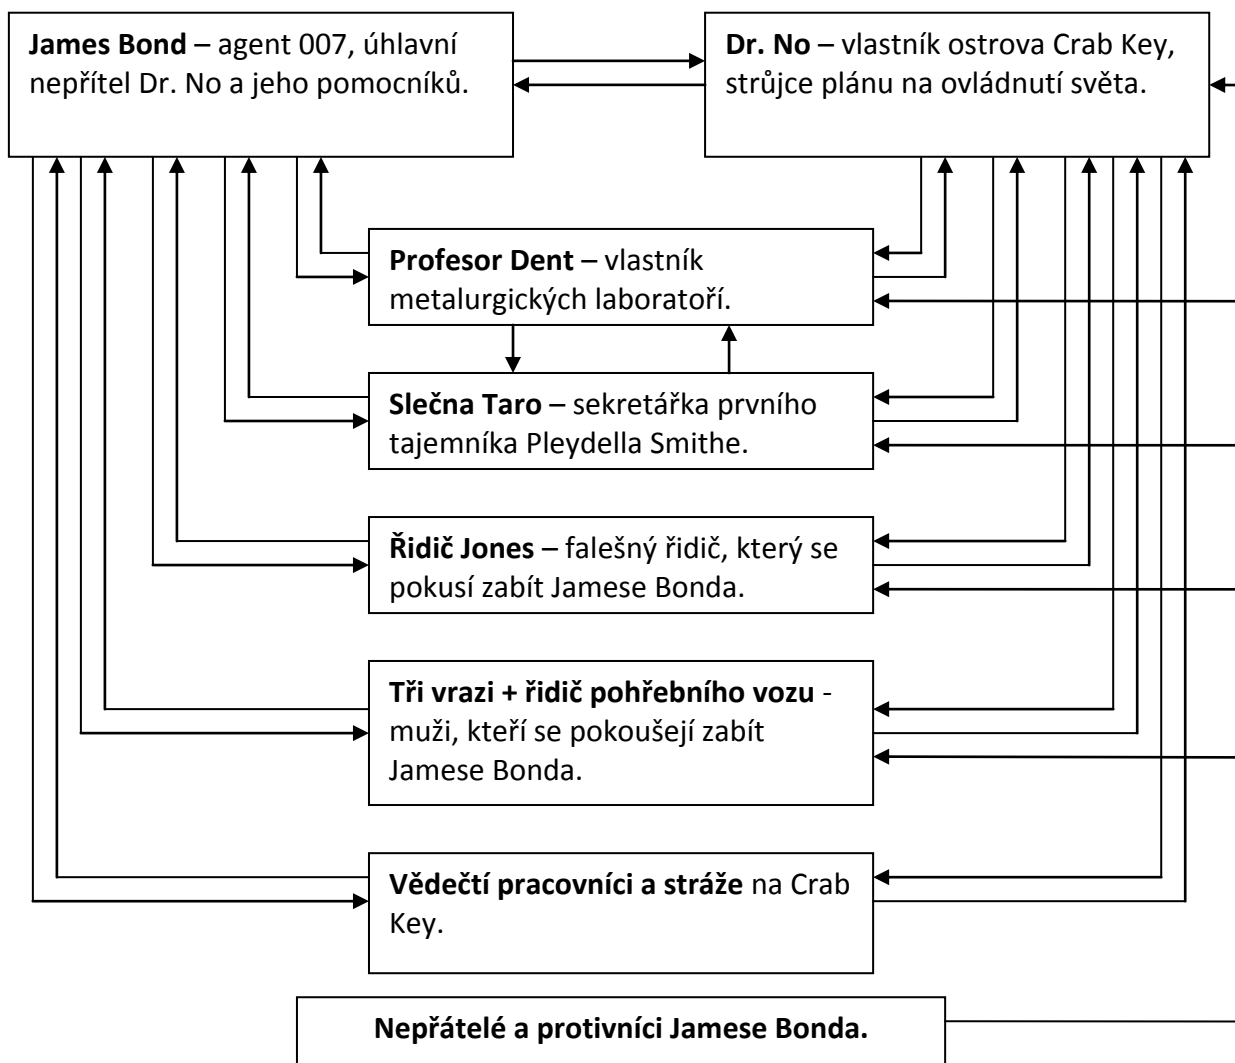 James Bond – agent 007, úhlavní
nepřítel Dr. No a jeho pomocníků.
Dr. No – vlastník ostrova Crab Key,
strůjce plánu na ovládnutí světa.
Profesor Dent – vlastník
metalurgických laboratoří.
Slečna Taro – sekretářka prvního
tajemníka Pleydella Smithe.
Řidič Jones – falešný řidič, který se
pokusí zabít Jamese Bonda.
Tři vrazi + řidič pohřebního vozu -
muži, kteří se pokoušejí zabít
Jamese Bonda.
Vědečtí pracovníci a stráže na Crab
Key.
Nepřátelé a protivníci Jamese Bonda.